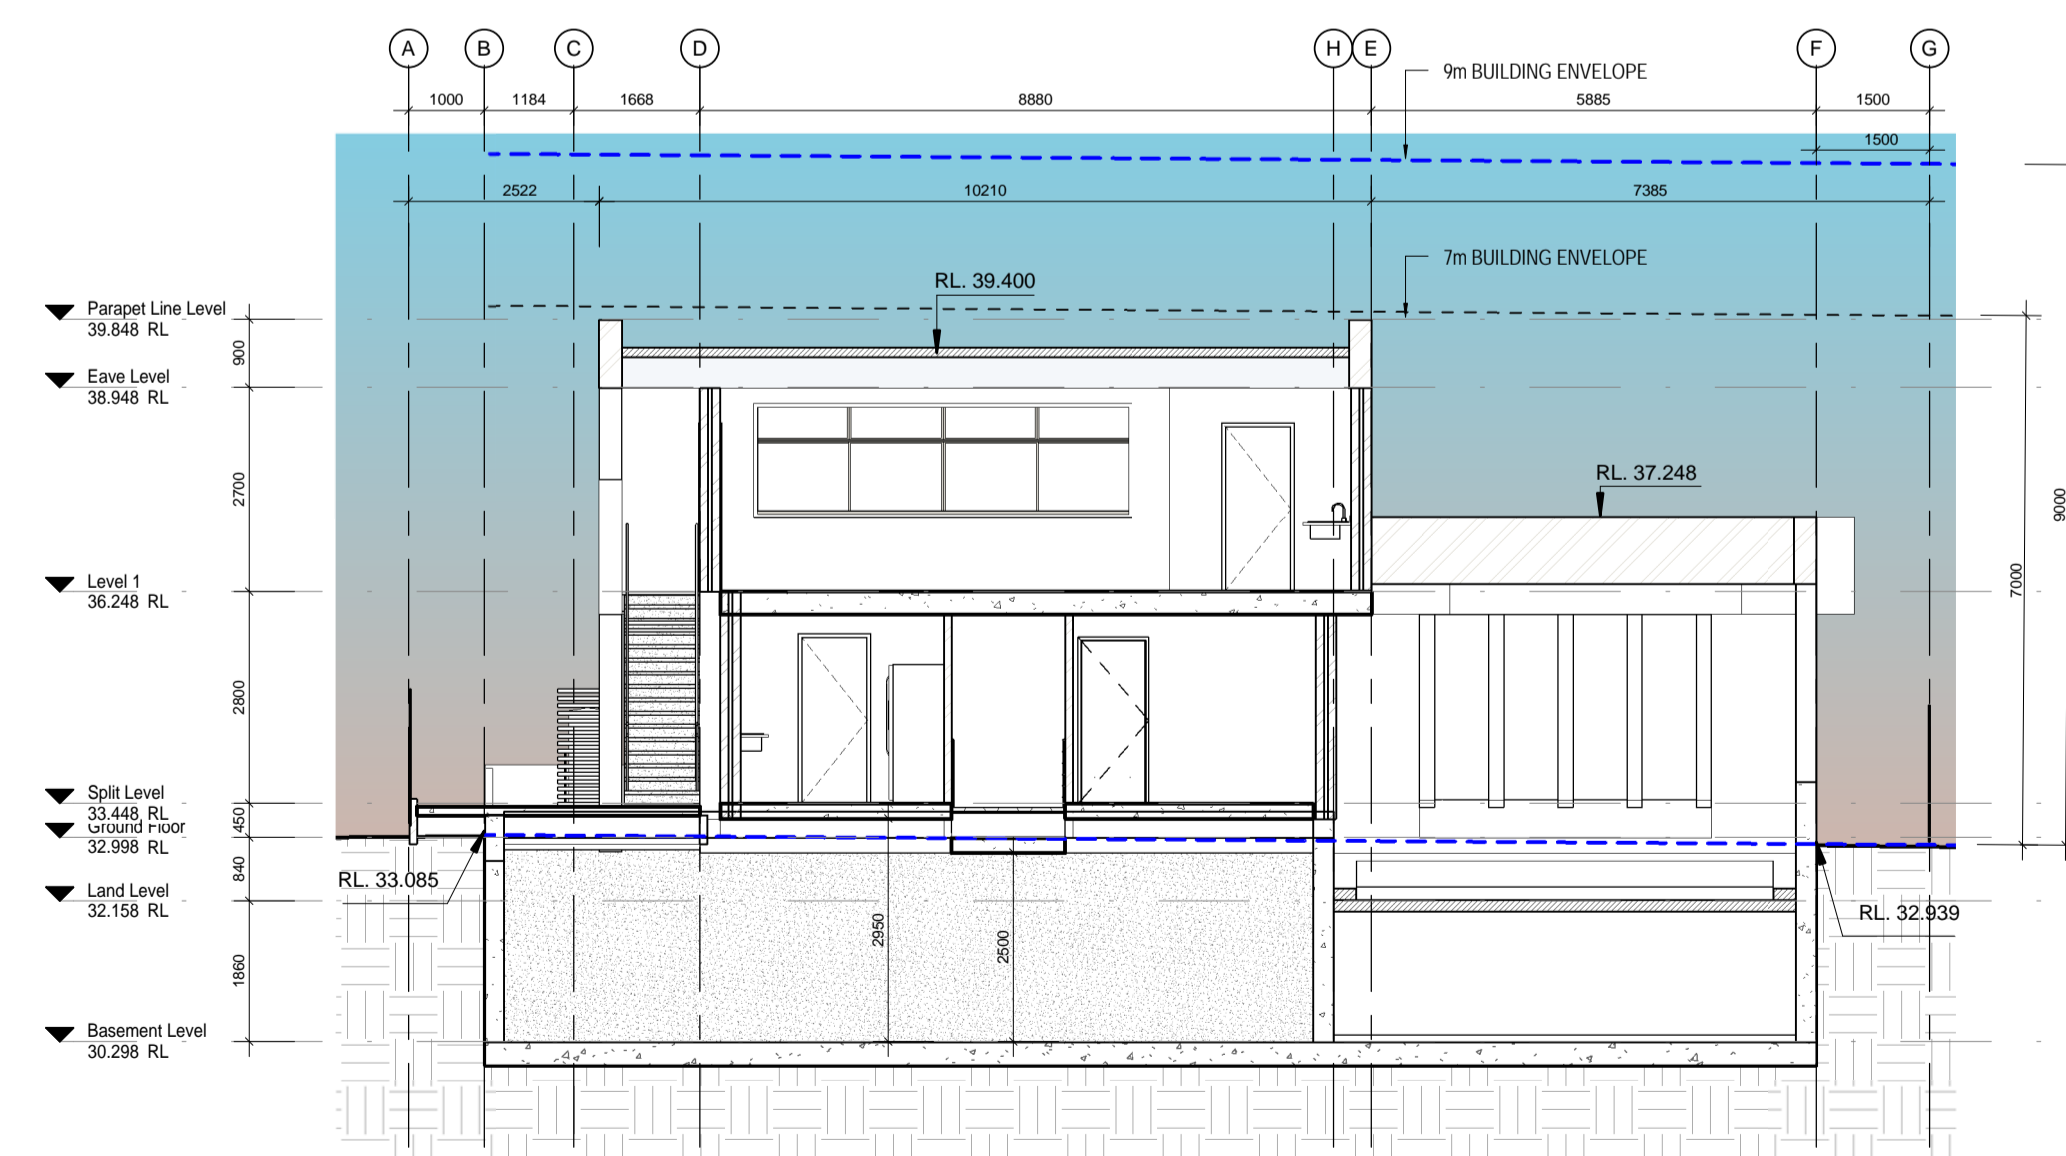 A B C D H E F G
9m BUILDING ENVELOPE
1000 1184 1668 8880 5885 1500
1500
2522 10210 7385
7m BUILDING ENVELOPE
RL. 39.400
Parapet Line Level
39.848 RL
900
Eave Level
38.948 RL
RL. 37.248
2700
9000
Level 1
36.248 RL
7000
2800
Split Level
33.448 RL
450
Ground Floor
32.998 RL
840
RL. 33.085
Land Level
32.158 RL
RL. 32.939
2950
2500
1860
Basement Level
30.298 RL